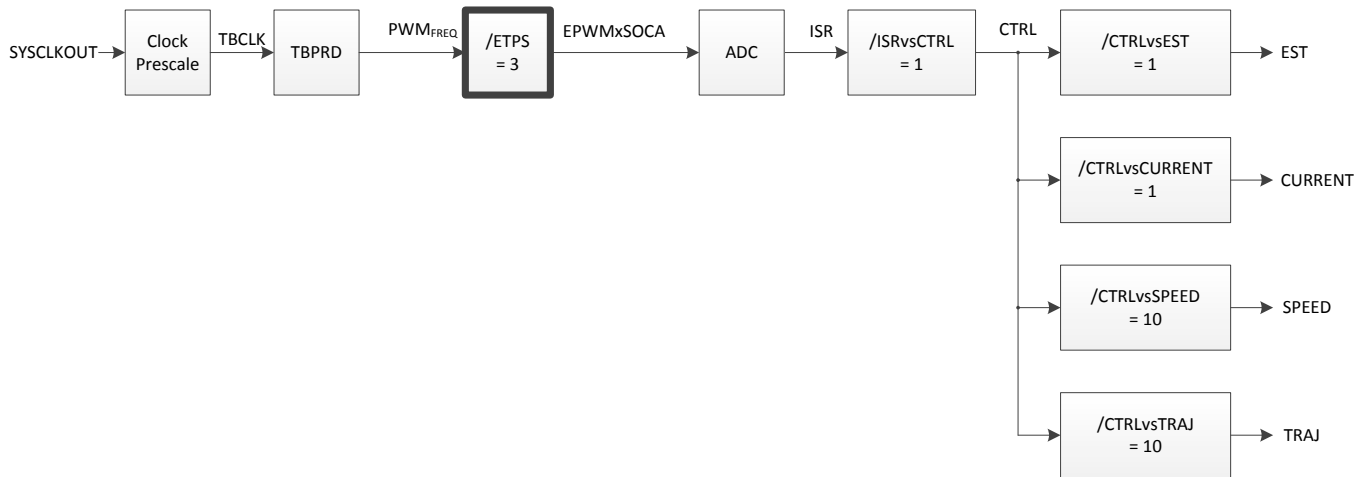 SYSCLKOUT
Clock
Prescale
TBCLK
TBPRD
PWMFREQ
/ETPS
= 3
EPWMxSOCA
ADC
ISR
/ISRvsCTRL
= 1
CTRL
/CTRLvsEST
= 1
EST
/CTRLvsCURRENT
= 1
CURRENT
/CTRLvsSPEED
= 10
SPEED
/CTRLvsTRAJ
= 10
TRAJ